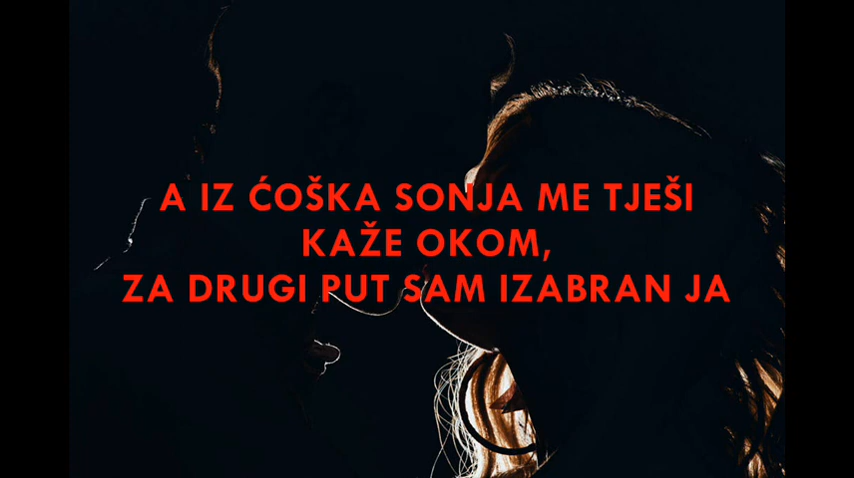 A IZ ĆOŠKA SONJA ME TJEŠI
KAŽE OKOM,
ZA DRUGI PUT SAM IZABRAN JA